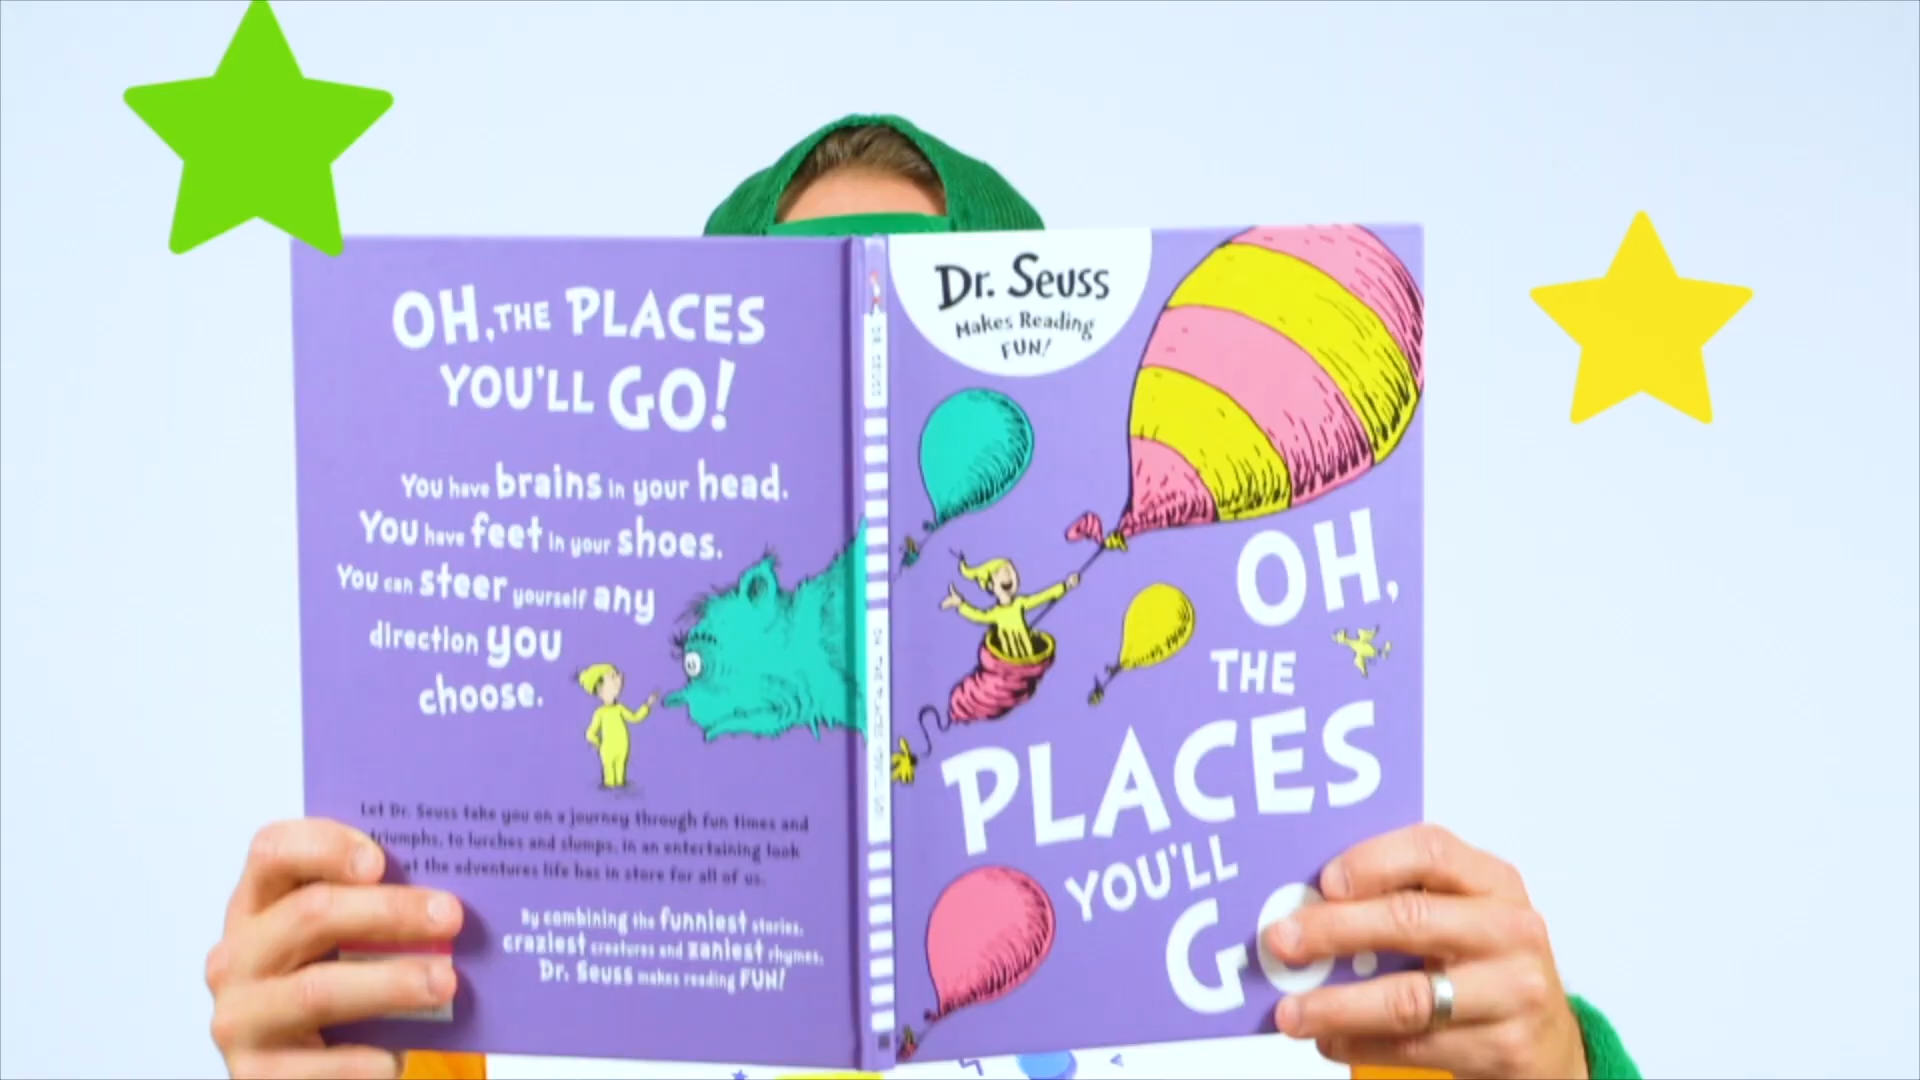 OH, THE PLACES
YOU'LL GO!
You have brains in your head.
You have feet in your shoes.
You can steer yourself any
direction you
choose.
Let Dr. Seuss take you on a journey through fun times and
triumphs, to lurches and slumps, in an entertaining look
at the adventures life has in store for all of us.
By combining the funniest stories,
craziest creatures and zaniest rhymes,
Dr. Seuss makes reading FUN!
Dr. Seuss
Makes Reading
FUN!
OH,
THE
PLACES
YOU'LL
GO!